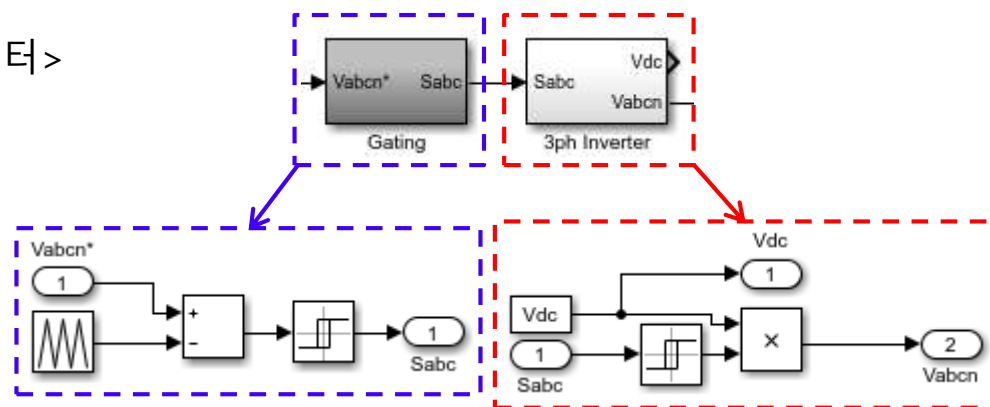 터>
Vabcn* Sabc
Gating
Sabc Vdc Vabcn
3ph Inverter
Vabcn*
1
+
−
1
Sabc
Vdc
1
Vdc
1
Sabc
×
2
Vabcn